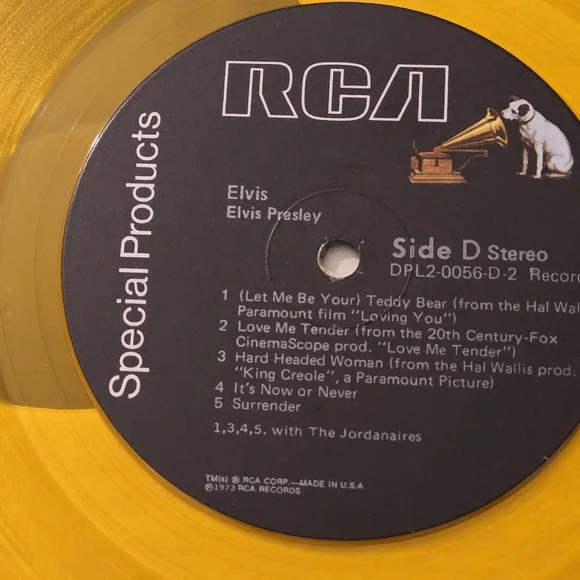 RCA
Special Products
Elvis
Elvis Presley
Side D Stereo
DPL2-0056-D-2 Record
1 (Let Me Be Your) Teddy Bear (from the Hal Wal
Paramount film "Loving You")
2 Love Me Tender (from the 20th Century-Fox
CinemaScope prod. "Love Me Tender")
3 Hard Headed Woman (from the Hal Wallis prod.
"King Creole", a Paramount Picture)
4 It's Now or Never
5 Surrender
1,3,4,5. with The Jordanaires
TM(s) ® RCA CORP.—MADE IN U.S.A.
℗1973 RCA RECORDS